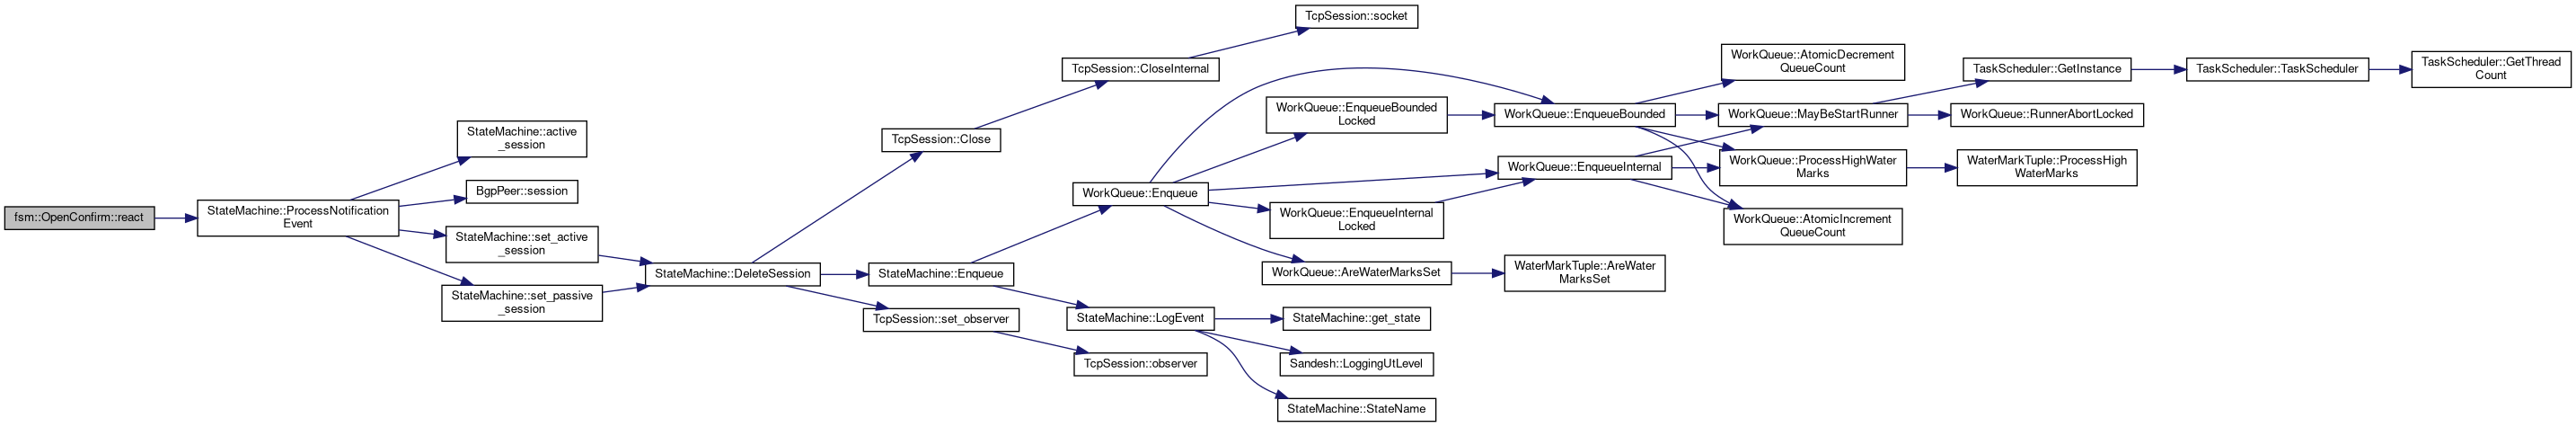 fsm::OpenConfirm::react
StateMachine::ProcessNotification
Event
StateMachine::active
_session
BgpPeer::session
StateMachine::set_active
_session
StateMachine::set_passive
_session
StateMachine::DeleteSession
TcpSession::Close
StateMachine::Enqueue
TcpSession::set_observer
TcpSession::CloseInternal
TcpSession::socket
WorkQueue::Enqueue
StateMachine::LogEvent
TcpSession::observer
WorkQueue::EnqueueBounded
Locked
WorkQueue::EnqueueInternal
Locked
WorkQueue::AreWaterMarksSet
StateMachine::get_state
Sandesh::LoggingUtLevel
StateMachine::StateName
WorkQueue::EnqueueBounded
WorkQueue::EnqueueInternal
WaterMarkTuple::AreWater
MarksSet
WorkQueue::AtomicDecrement
QueueCount
WorkQueue::MayBeStartRunner
WorkQueue::ProcessHighWater
Marks
WorkQueue::AtomicIncrement
QueueCount
TaskScheduler::GetInstance
WorkQueue::RunnerAbortLocked
WaterMarkTuple::ProcessHigh
WaterMarks
TaskScheduler::TaskScheduler
TaskScheduler::GetThread
Count